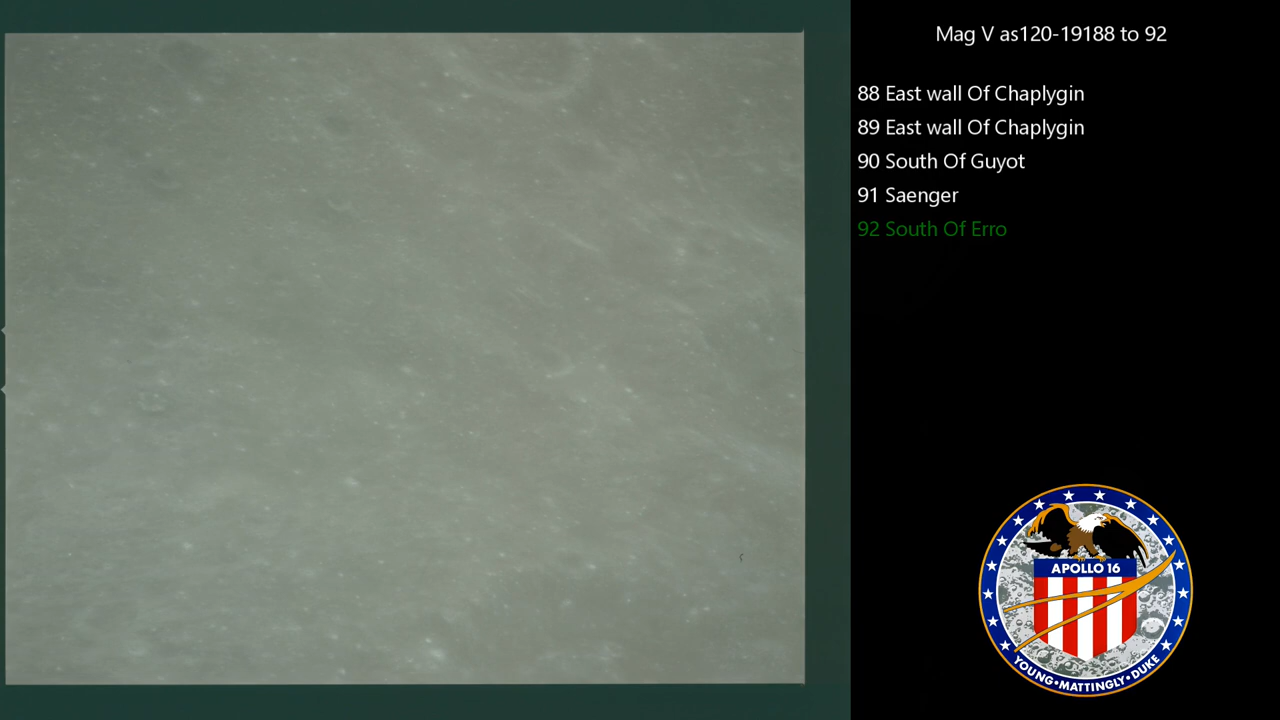 Mag V as120-19188 to 92
88 East wall Of Chaplygin
89 East wall Of Chaplygin
90 South Of Guyot
91 Saenger
92 South Of Erro
APOLLO 16
YOUNG•MATTINGLY•DUKE